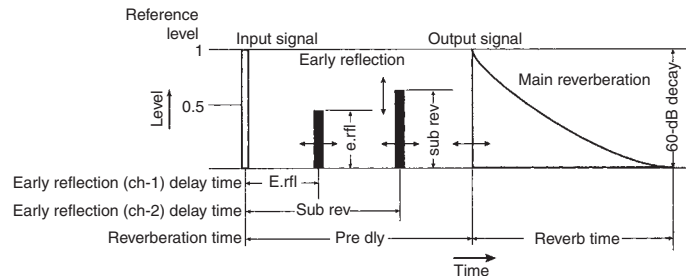 Reference
level
Input signal
Output signal
1
Early reflection
Main reverberation
0.5
Level
e.rfl
sub rev
60-dB decay
Early reflection (ch-1) delay time
E.rfl
Early reflection (ch-2) delay time
Sub rev
Reverberation time
Pre dly
Reverb time
Time